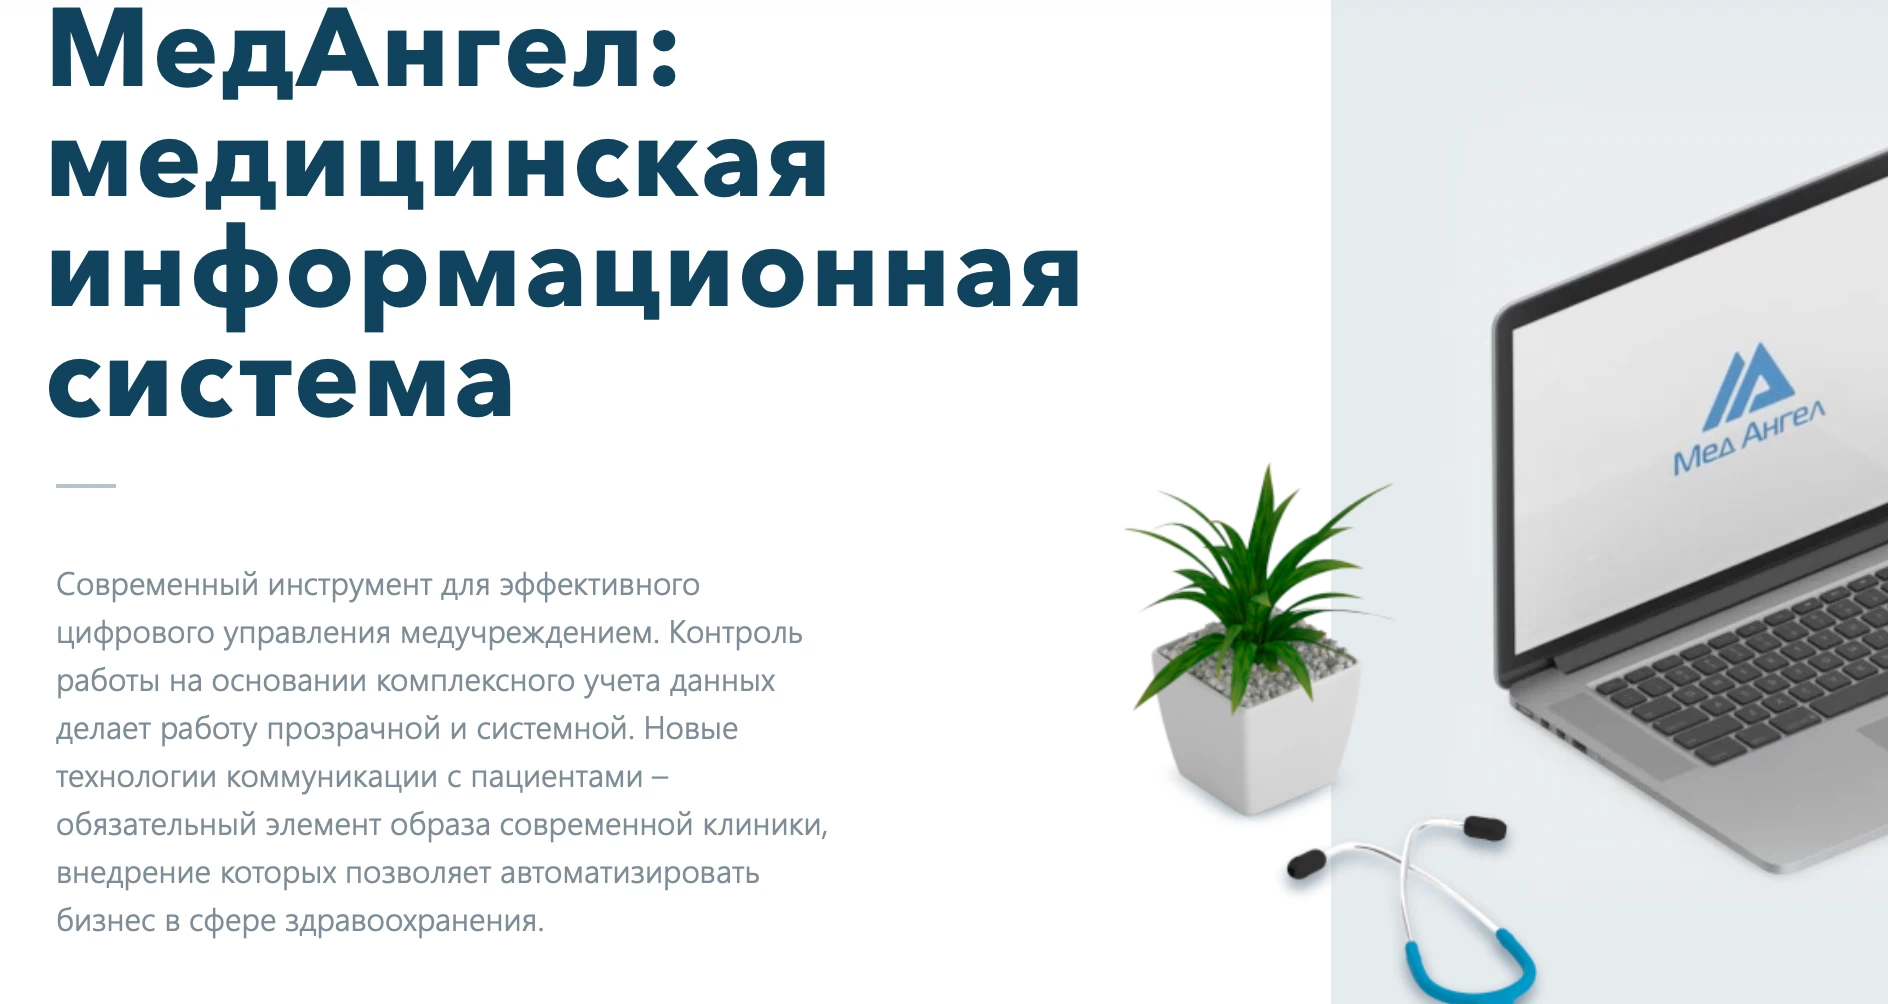 МедАнгел:
медицинская
информационная
система
Современный инструмент для эффективного
цифрового управления медучреждением. Контроль
работы на основании комплексного учета данных
делает работу прозрачной и системной. Новые
технологии коммуникации с пациентами –
обязательный элемент образа современной клиники,
внедрение которых позволяет автоматизировать
бизнес в сфере здравоохранения.
Мед Ангел